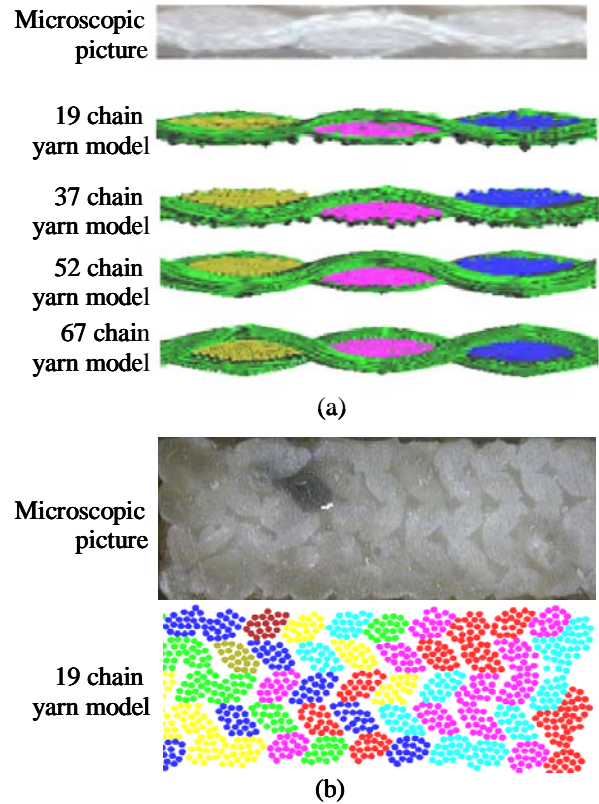 Microscopic
picture
19 chain
yarn model
37 chain
yarn model
52 chain
yarn model
67 chain
yarn model
(a)
Microscopic
picture
19 chain
yarn model
(b)